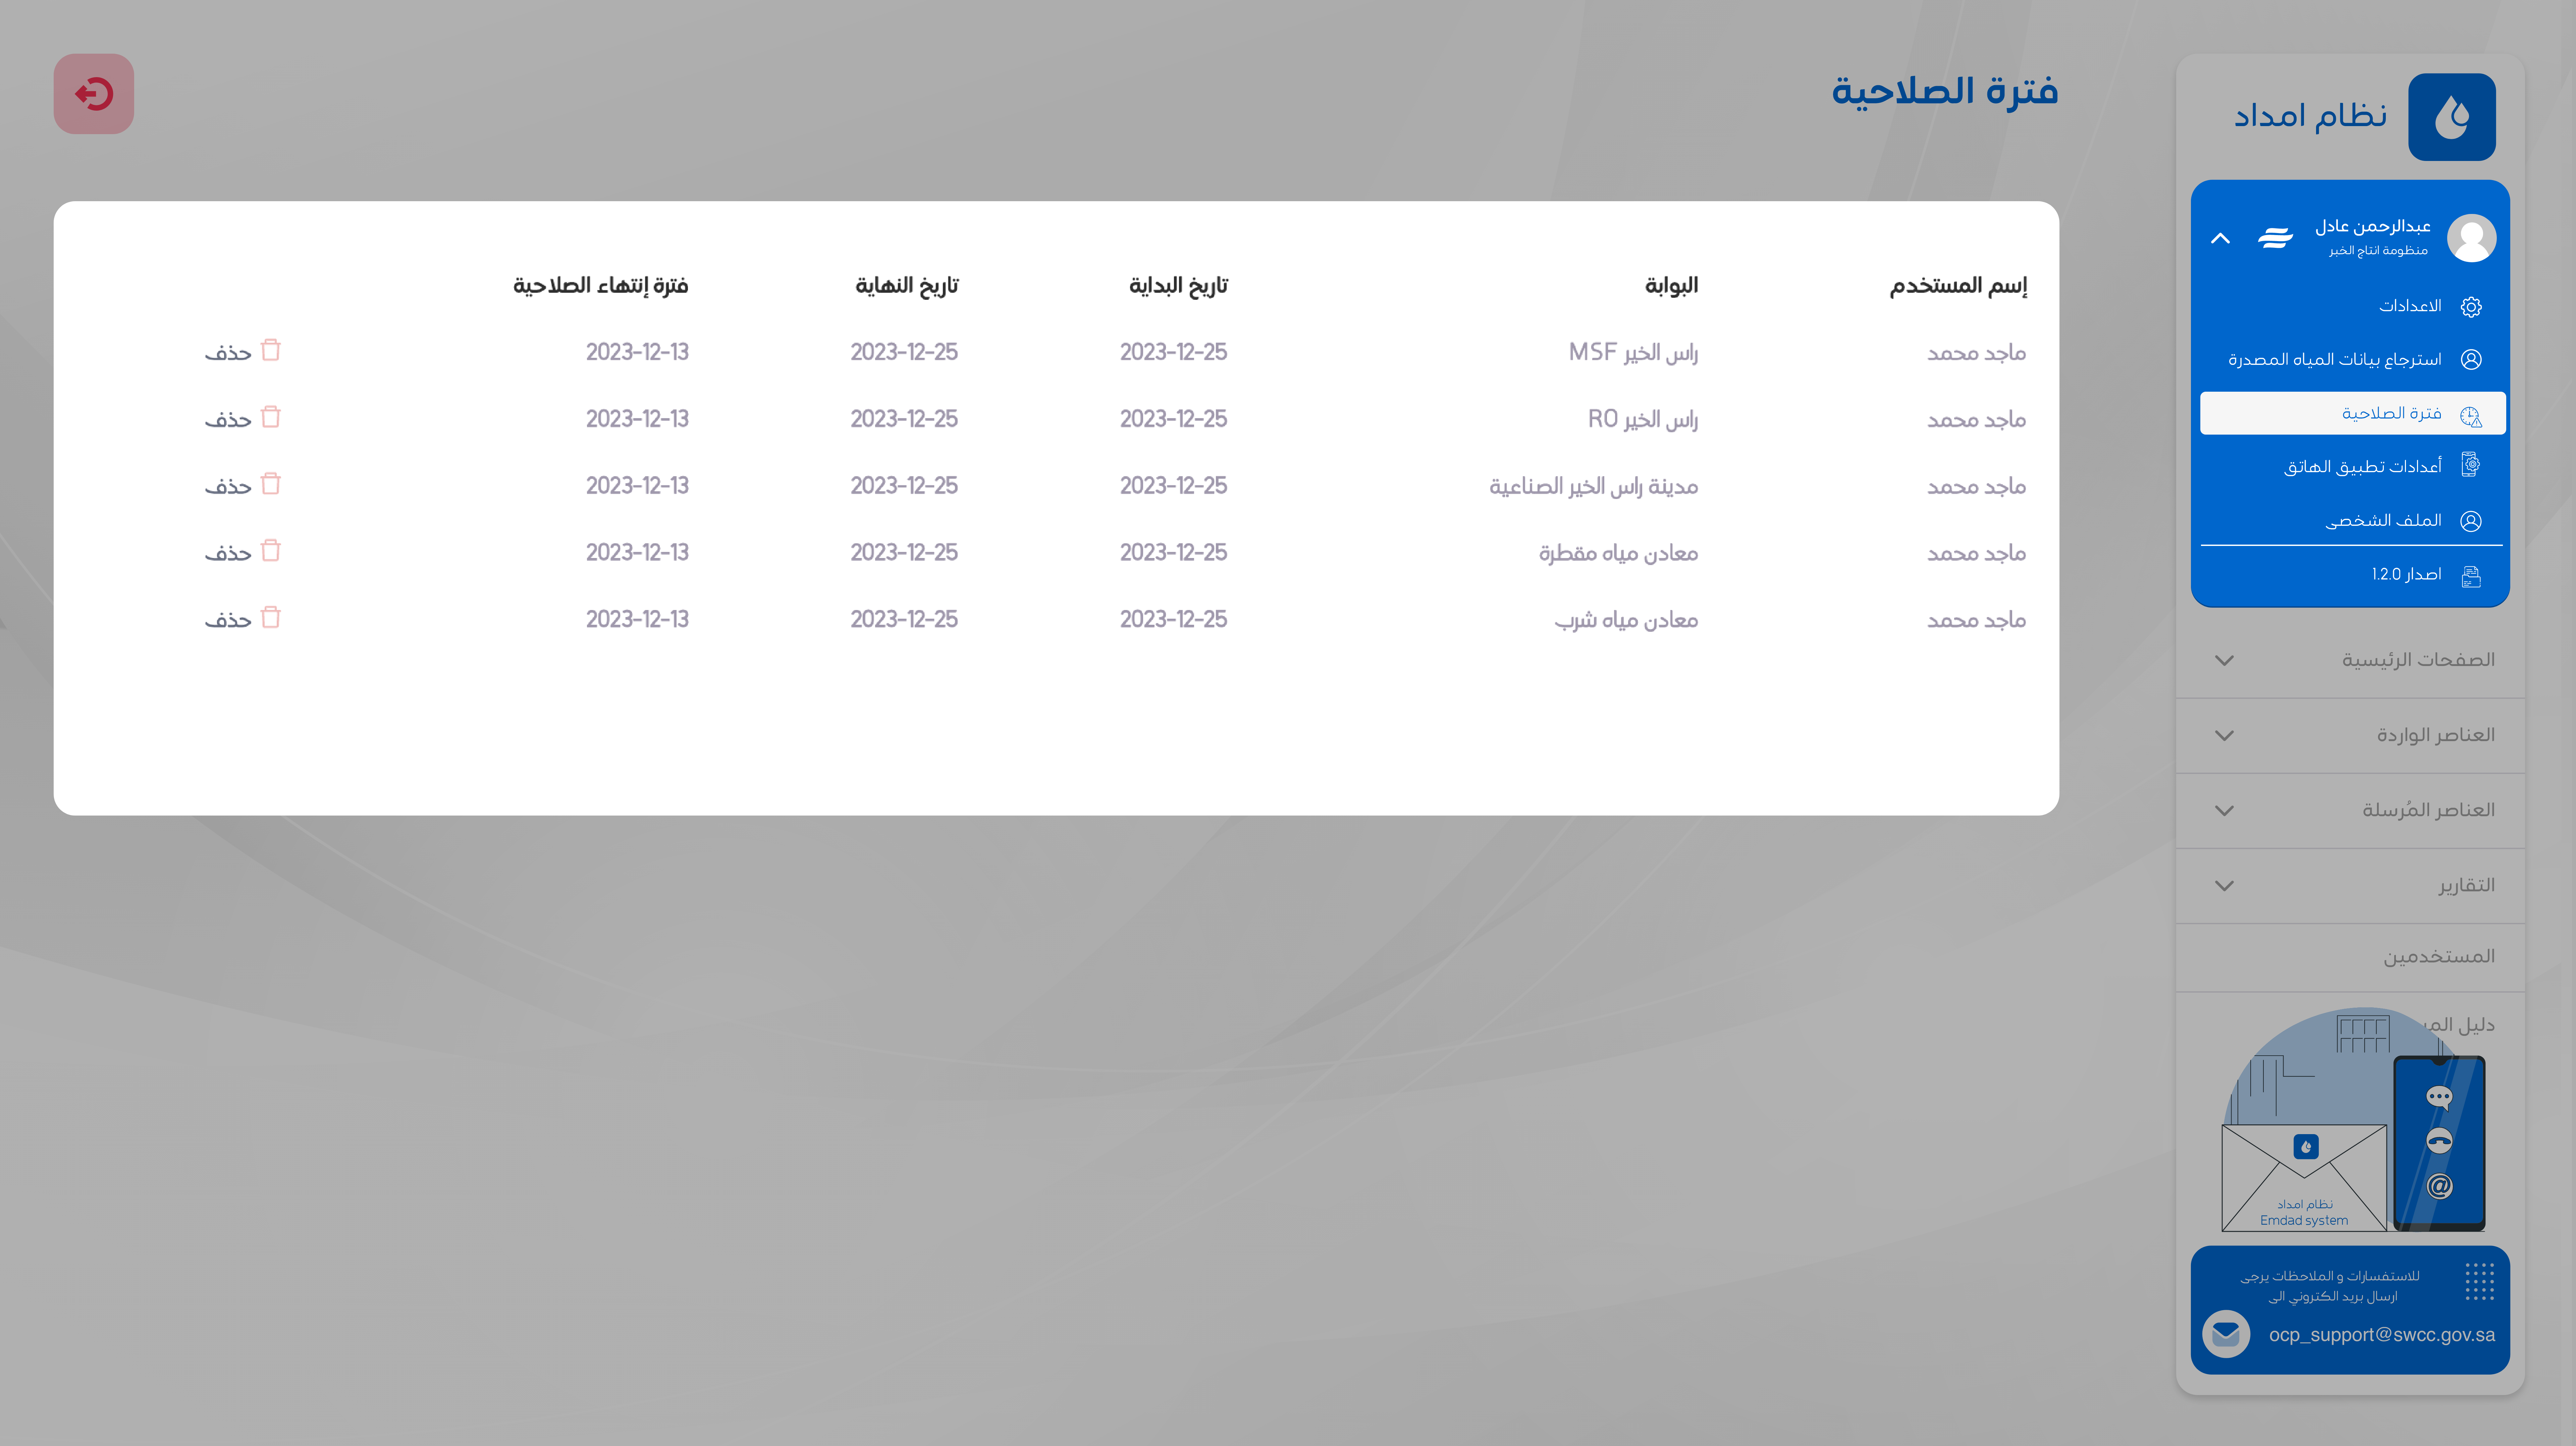 نظام امداد
عبدالرحمن عادل
منظومة انتاج الخبر
الاعدادات
استرجاع بيانات المياه المصدرة
فترة الصلاحية
أعدادات تطبيق الهاتق
الملف الشخصى
اصدار 1.2.0
الصفحات الرئيسية
العناصر الواردة
العناصر المُرسلة
التقارير
المستخدمين
دليل
نظام امداد
Emdad system
للاستفسارات و الملاحظات يرجى
ارسال بريد الكتروني الى
ocp_support@swcc.gov.sa
فترة الصلاحية
إسم المستخدم البوابة تاريخ البداية تاريخ النهاية فترة إنتهاء الصلاحية
ماجد محمد راس الخير MSF 2023-12-25 2023-12-25 2023-12-13 حذف
ماجد محمد راس الخير RO 2023-12-25 2023-12-25 2023-12-13 حذف
ماجد محمد مدينة راس الخير الصناعية 2023-12-25 2023-12-25 2023-12-13 حذف
ماجد محمد معادن مياه مقطرة 2023-12-25 2023-12-25 2023-12-13 حذف
ماجد محمد معادن مياه شرب 2023-12-25 2023-12-25 2023-12-13 حذف